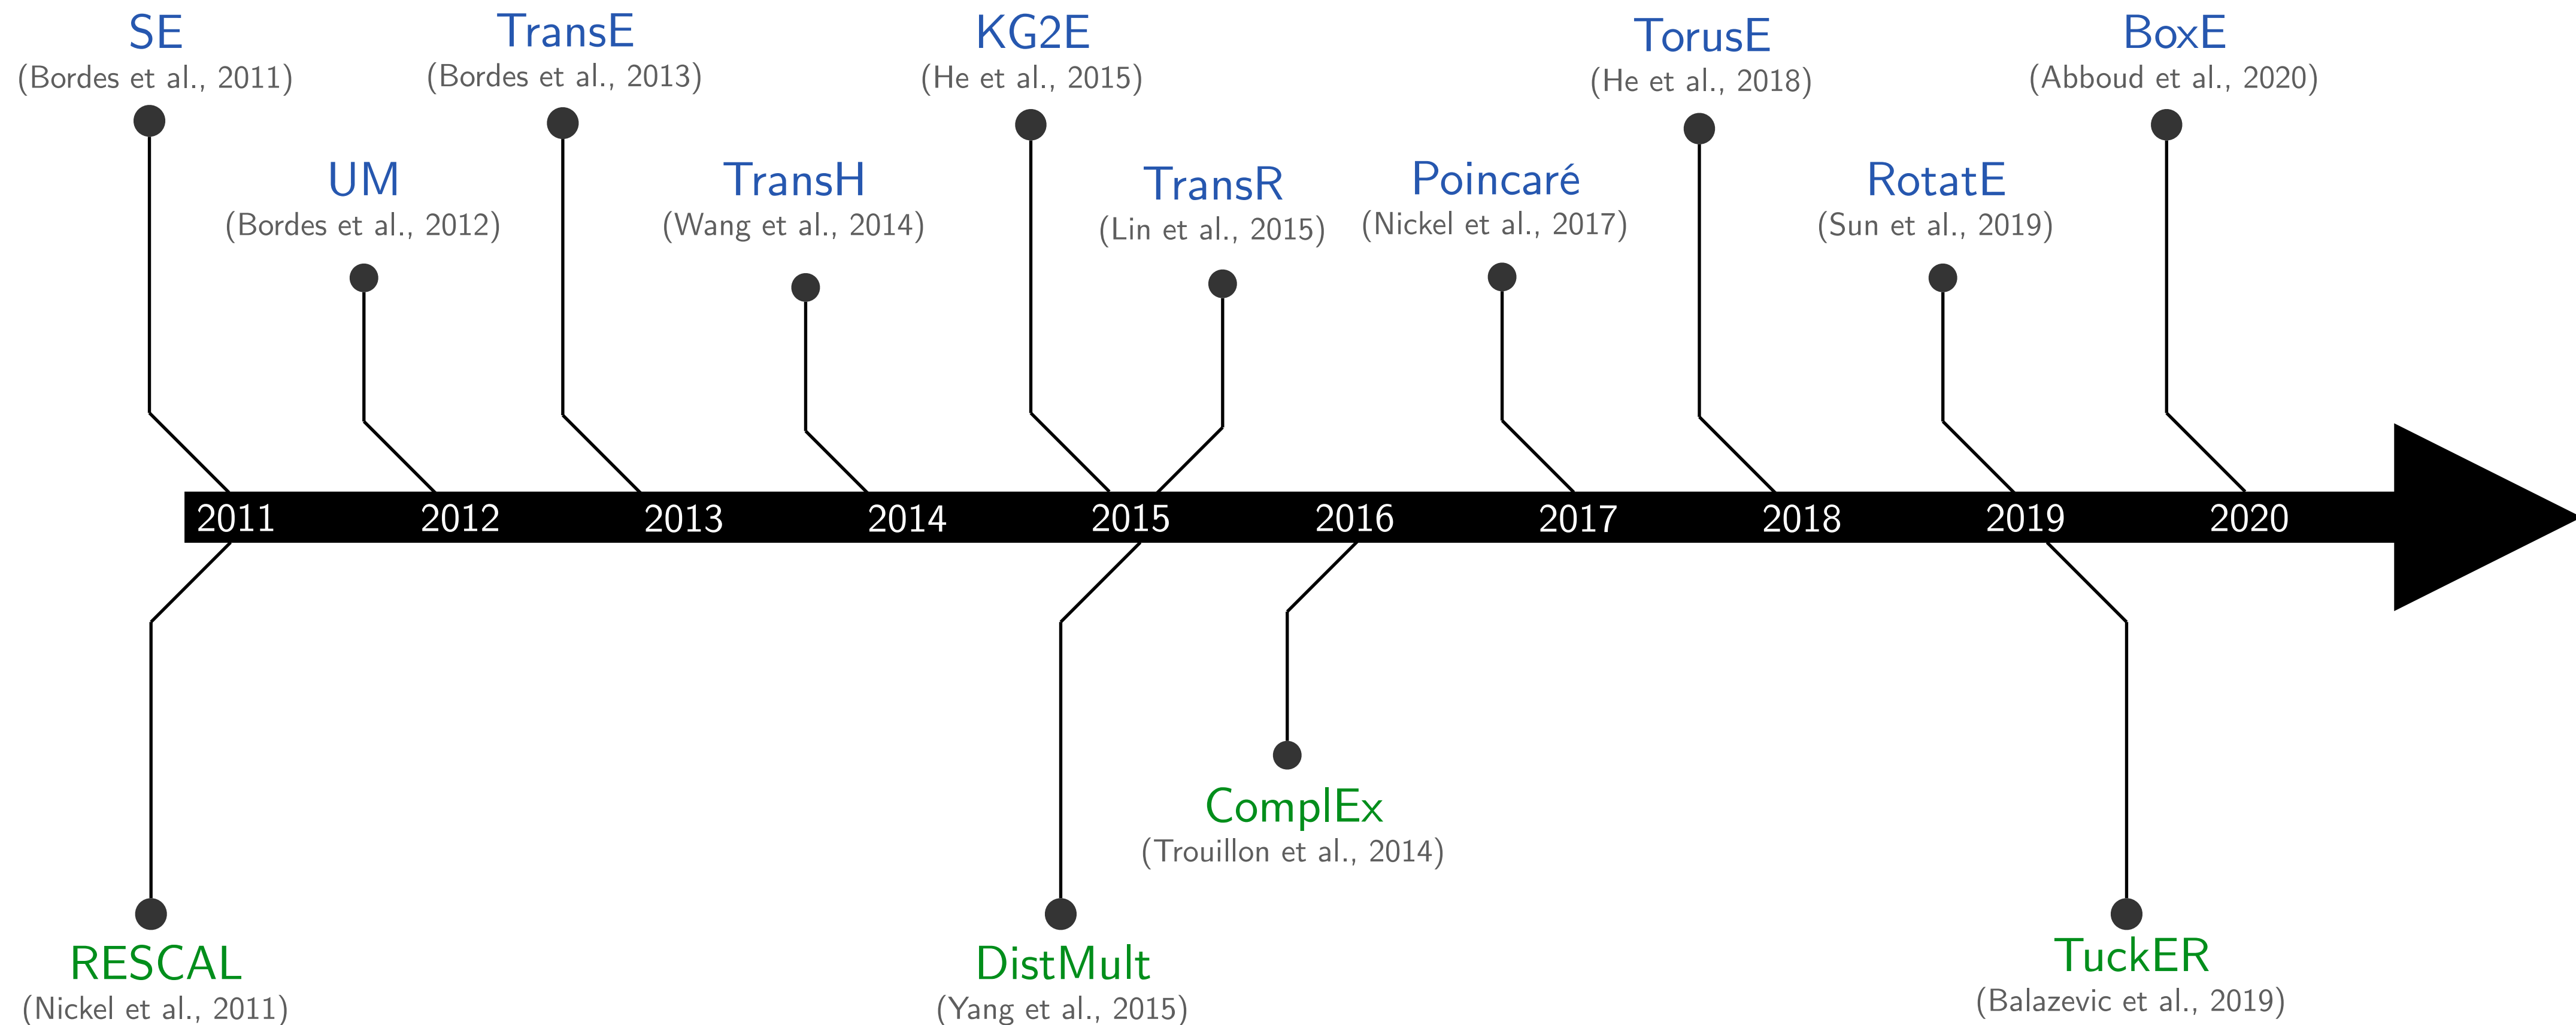 SE
(Bordes et al., 2011)
TransE
(Bordes et al., 2013)
KG2E
(He et al., 2015)
TorusE
(He et al., 2018)
BoxE
(Abboud et al., 2020)
UM
(Bordes et al., 2012)
TransH
(Wang et al., 2014)
TransR
(Lin et al., 2015)
Poincaré
(Nickel et al., 2017)
RotatE
(Sun et al., 2019)
2011 2012 2013 2014 2015 2016 2017 2018 2019 2020
ComplEx
(Trouillon et al., 2014)
RESCAL
(Nickel et al., 2011)
DistMult
(Yang et al., 2015)
TuckER
(Balazevic et al., 2019)